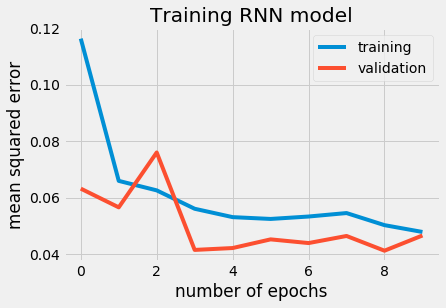 Training RNN model
training
validation
mean squared error
0.12
0.10
0.08
0.06
0.04
0 2 4 6 8
number of epochs